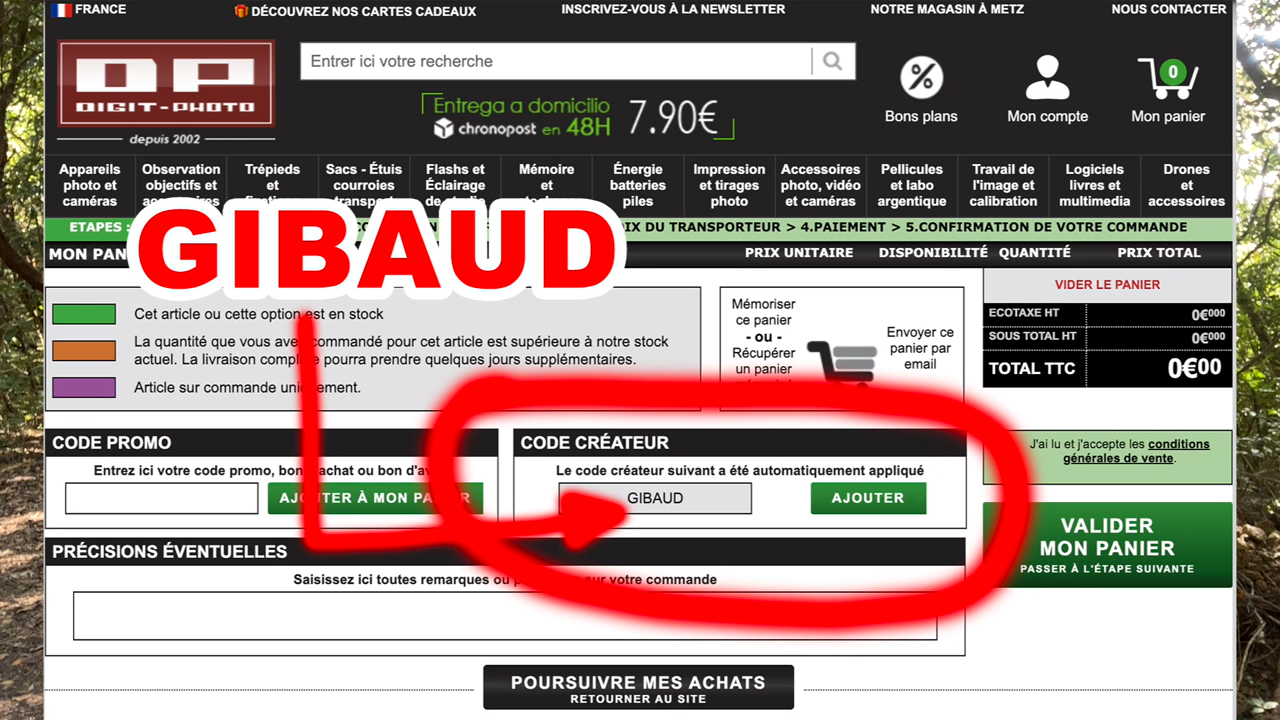 FRANCE
DÉCOUVREZ NOS CARTES CADEAUX
INSCRIVEZ-VOUS À LA NEWSLETTER
NOTRE MAGASIN À METZ
NOUS CONTACTER
DP
DIGIT-PHOTO
depuis 2002
Entrer ici votre recherche
Entrega a domicilio
chronopost en 48H
7.90€
Bons plans
Mon compte
0
Mon panier
Appareils
photo et
caméras
Observation
objectifs et
Trépieds
et
Sacs - Étuis
courroies
Flashs et
Éclairage
Mémoire
et
Énergie
batteries
piles
Impression
et tirages
photo
Accessoires
photo, vidéo
et caméras
Pellicules
et labo
argentique
Travail de
l'image et
calibration
Logiciels
livres et
multimedia
Drones
et
accessoires
ETAPES :
DU TRANSPORTEUR > 4.PAIEMENT > 5.CONFIRMATION DE VOTRE COMMANDE
GIBAUD
MON PAN
PRIX UNITAIRE
DISPONIBILITÉ
QUANTITÉ
PRIX TOTAL
Cet article ou cette option est en stock
La quantité que vous avez commandé pour cet article est supérieure à notre stock
actuel. La livraison complète pourra prendre quelques jours supplémentaires.
Article sur commande uniquement.
Mémoriser
ce panier
- ou -
Récupérer
un panier
Envoyer ce
panier par
email
VIDER LE PANIER
ECOTAXE HT 0€000
SOUS TOTAL HT 0€000
TOTAL TTC 0€00
CODE PROMO
Entrez ici votre code promo, bon d'achat ou bon d'av
AJOUTER À MON PANIER
CODE CRÉATEUR
Le code créateur suivant a été automatiquement appliqué
GIBAUD
AJOUTER
J'ai lu et j'accepte les conditions
générales de vente.
VALIDER
MON PANIER
PASSER À L'ÉTAPE SUIVANTE
PRÉCISIONS ÉVENTUELLES
Saisissez ici toutes remarques ou sur votre commande
POURSUIVRE MES ACHATS
RETOURNER AU SITE